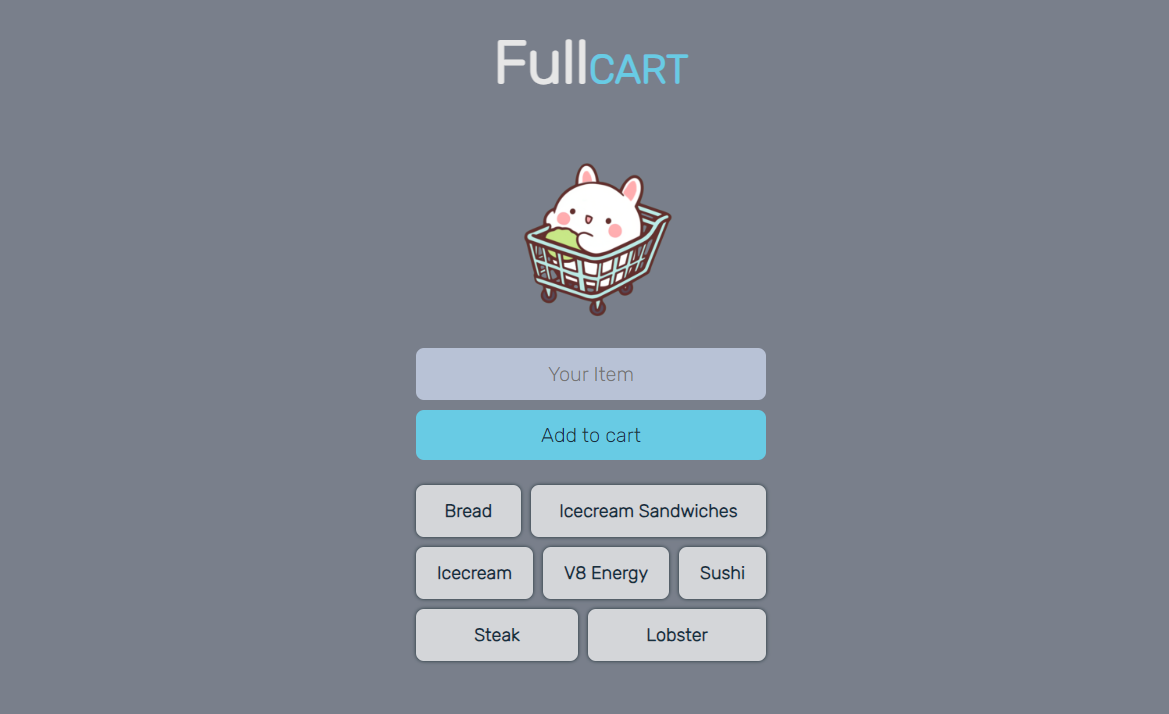 FullCART
Your Item
Add to cart
Bread Icecream Sandwiches
Icecream V8 Energy Sushi
Steak Lobster